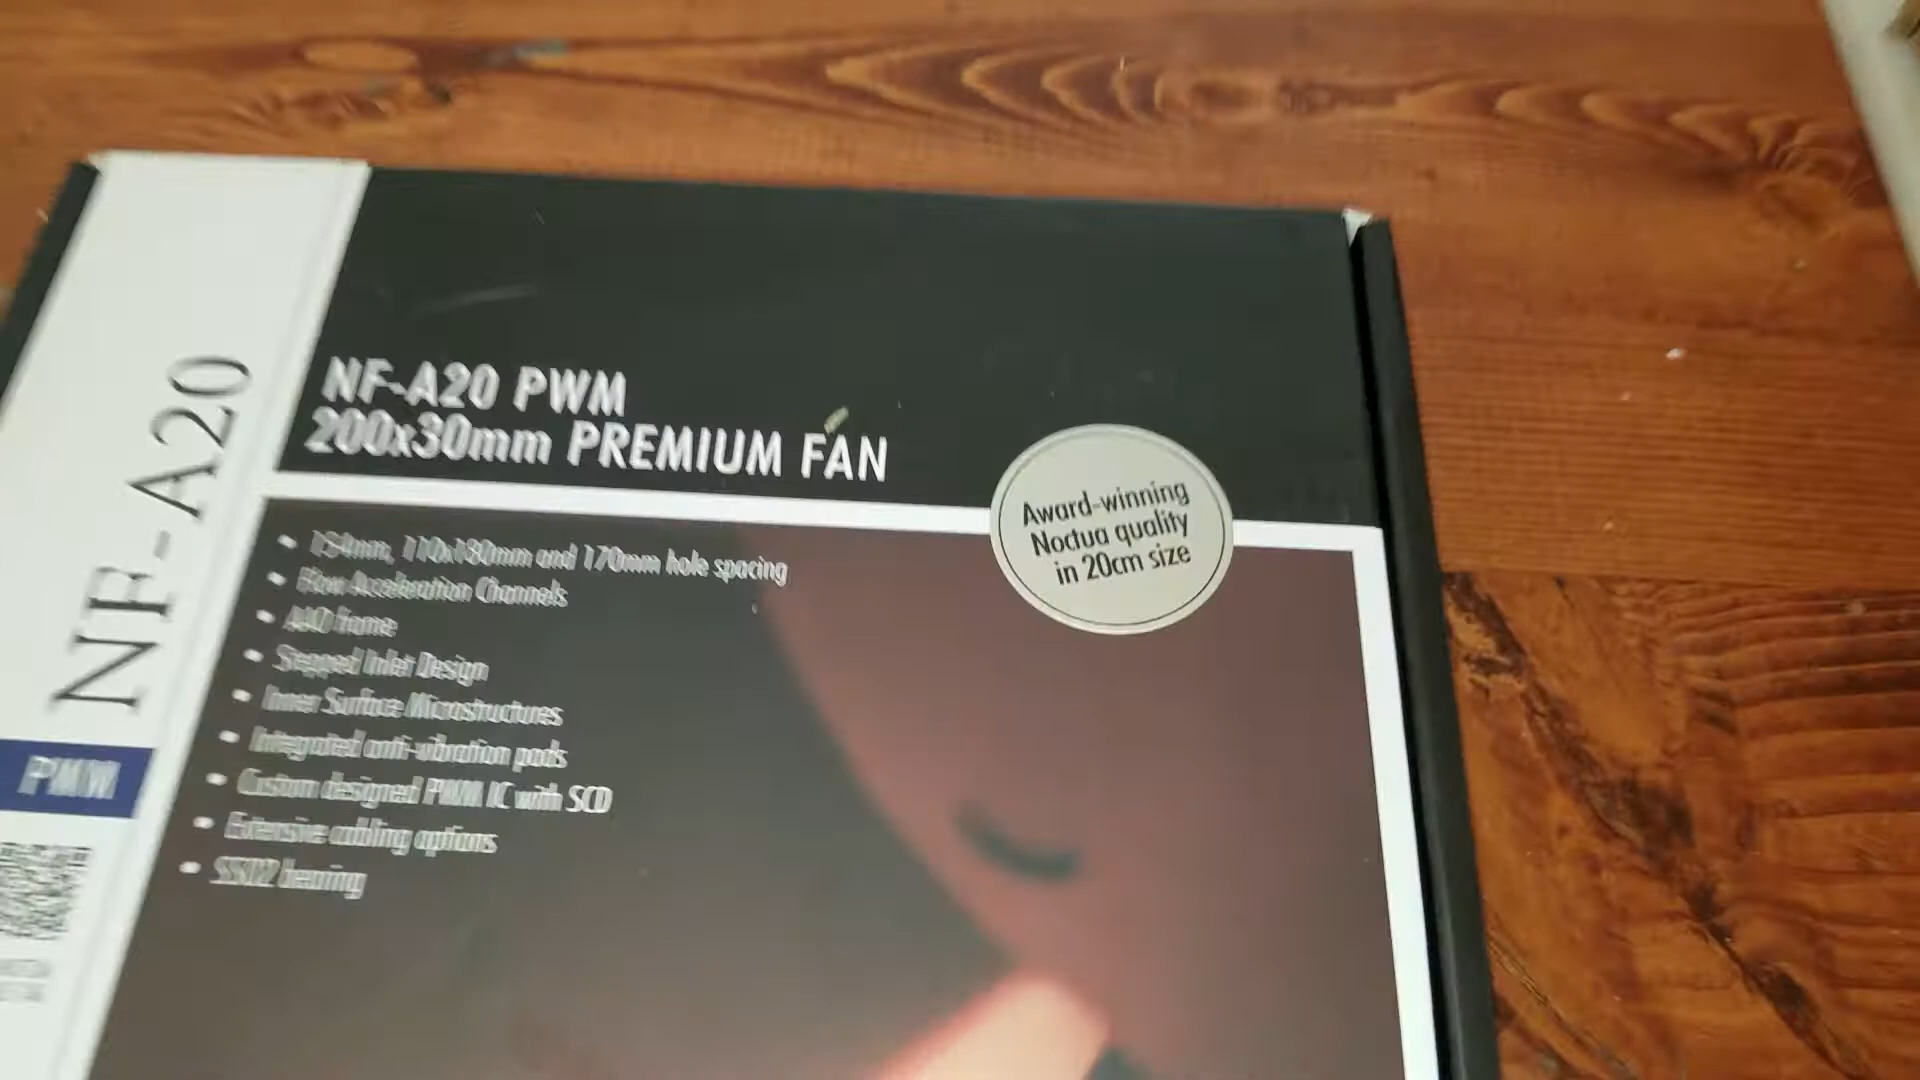 NF-A20
PWM
NF-A20 PWM
200x30mm PREMIUM FAN
Award-winning
Noctua quality
in 20cm size
• 154mm, 110x180mm and 170mm hole spacing
• Flow Acceleration Channels
• AAO frame
• Stepped Inlet Design
• Inner Surface Microstructures
• Integrated anti-vibration pads
• Custom designed PWM IC with SCD
• Extensive cabling options
• SSO2 bearing